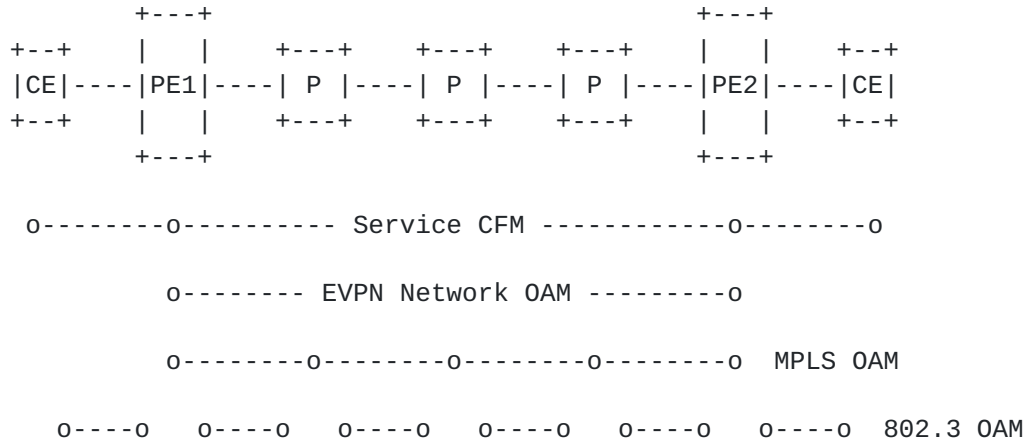 +---+                               +---+
+--+    |   |    +---+    +---+    +---+    |   |    +--+
|CE|----|PE1|----| P |----| P |----| P |----|PE2|----|CE|
+--+    |   |    +---+    +---+    +---+    |   |    +--+
        +---+                               +---+
o--------o---------- Service CFM ------------o--------o
o-------- EVPN Network OAM ---------o
o--------o--------o--------o--------o  MPLS OAM
o----o   o----o   o----o   o----o   o----o   o----o  802.3 OAM